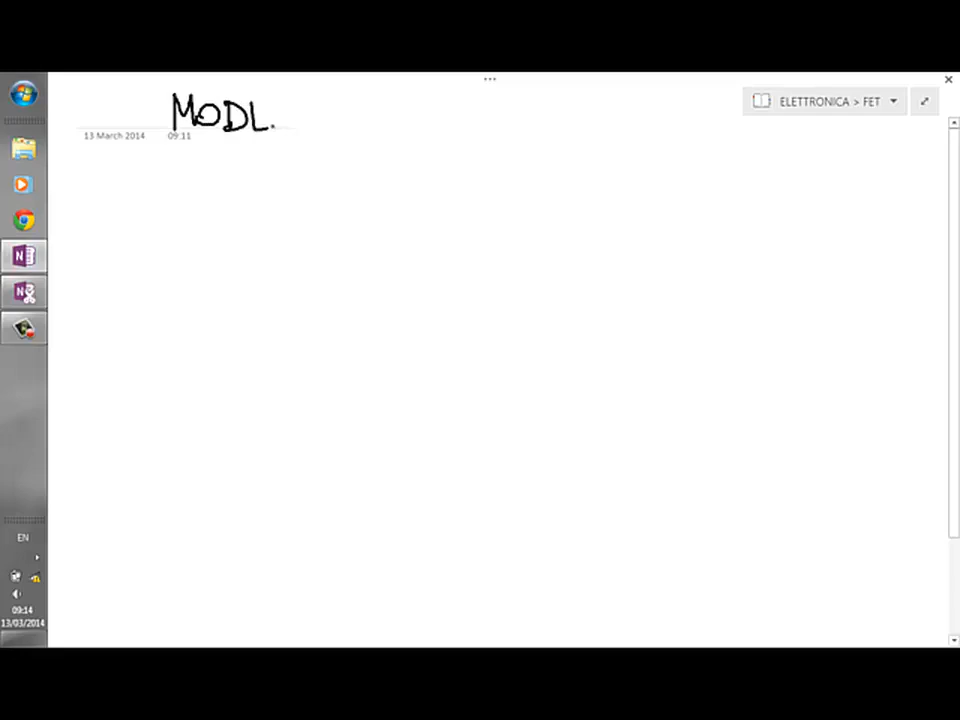 MODL.
ELETTRONICA > FET
13 March 2014 09:11
EN
09:14
13/03/2014